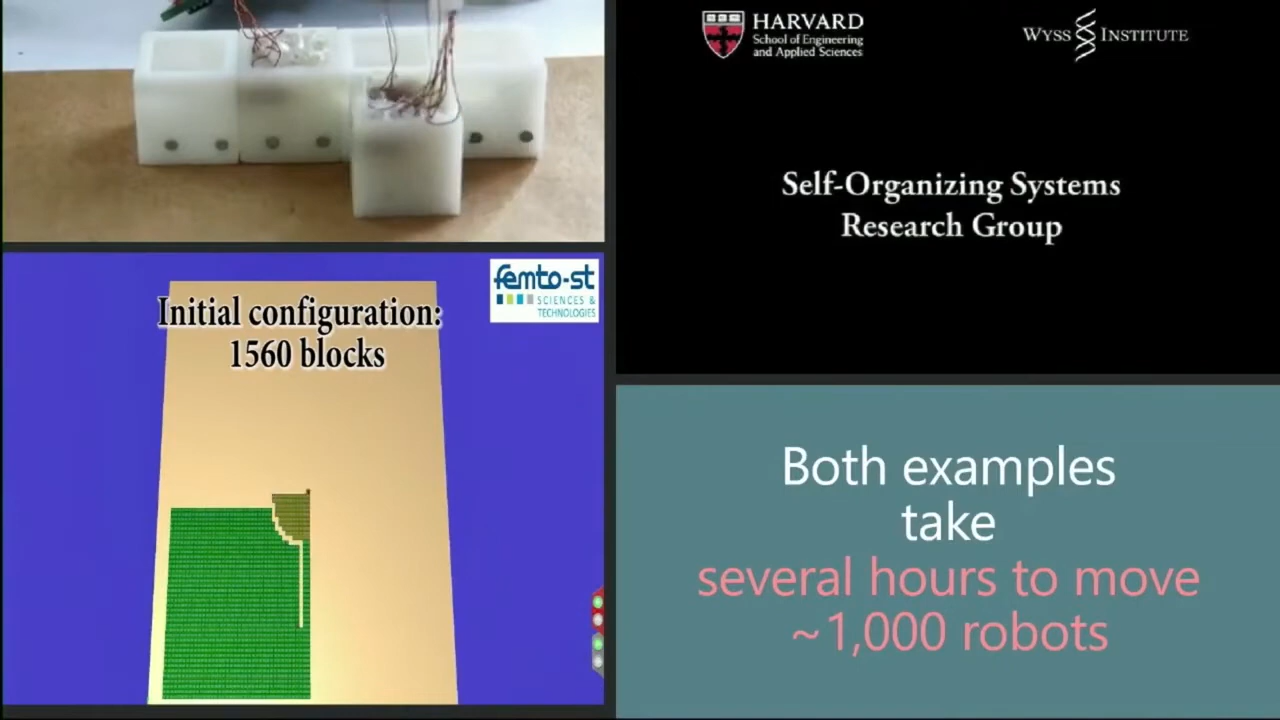 HARVARD
School of Engineering
and Applied Sciences
WYSS INSTITUTE
Self-Organizing Systems
Research Group
femto-st
SCIENCES &
TECHNOLOGIES
Initial configuration:
1560 blocks
Both examples
take
several hours to move
~1,000 robots